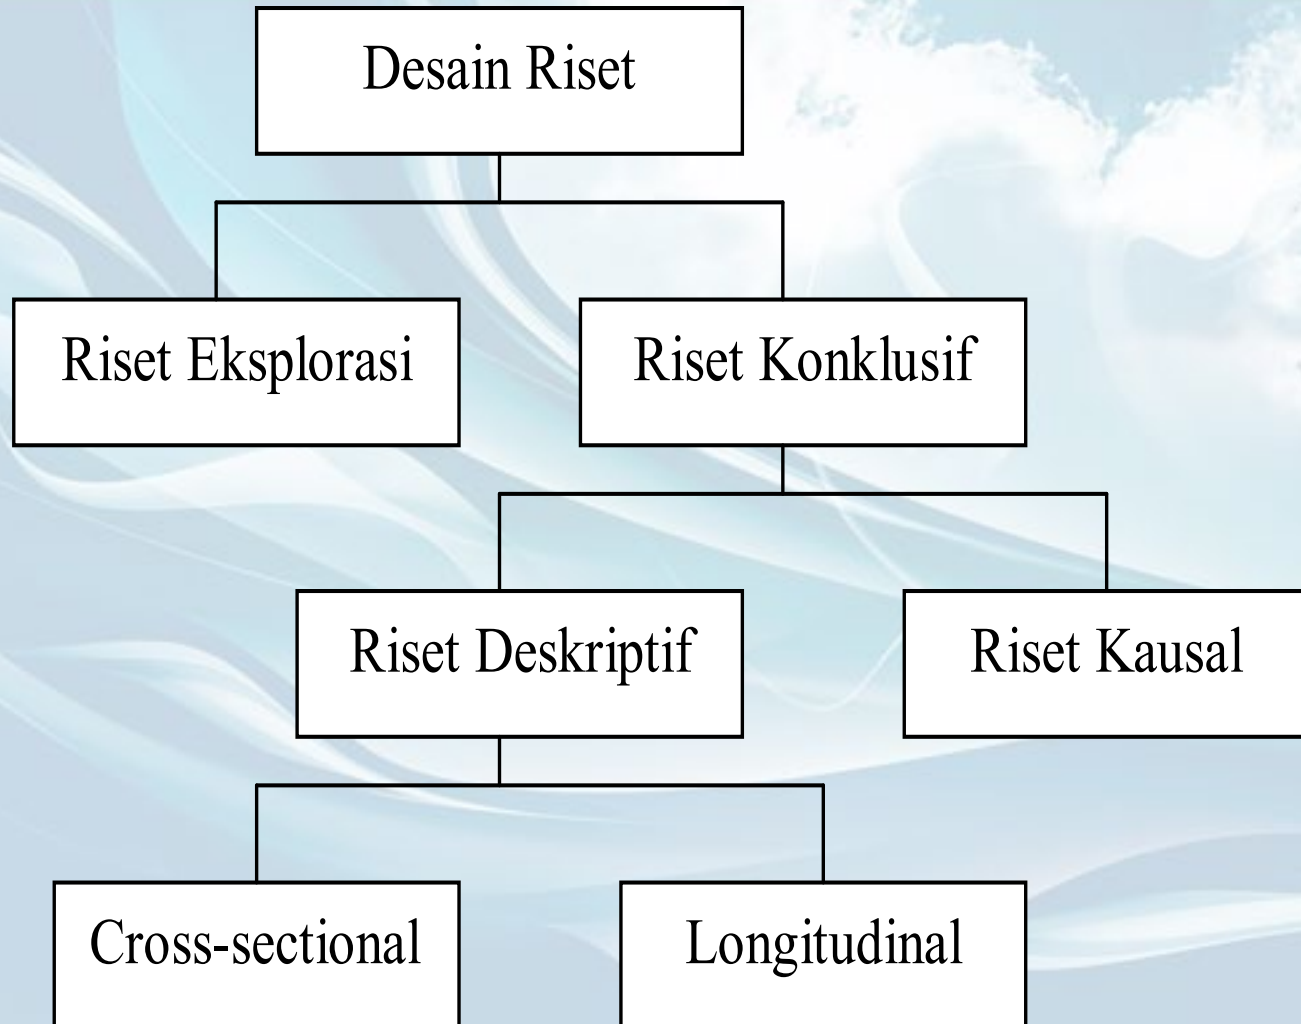 Desain Riset
Riset Eksplorasi
Riset Konklusif
Riset Deskriptif
Riset Kausal
Cross-sectional
Longitudinal